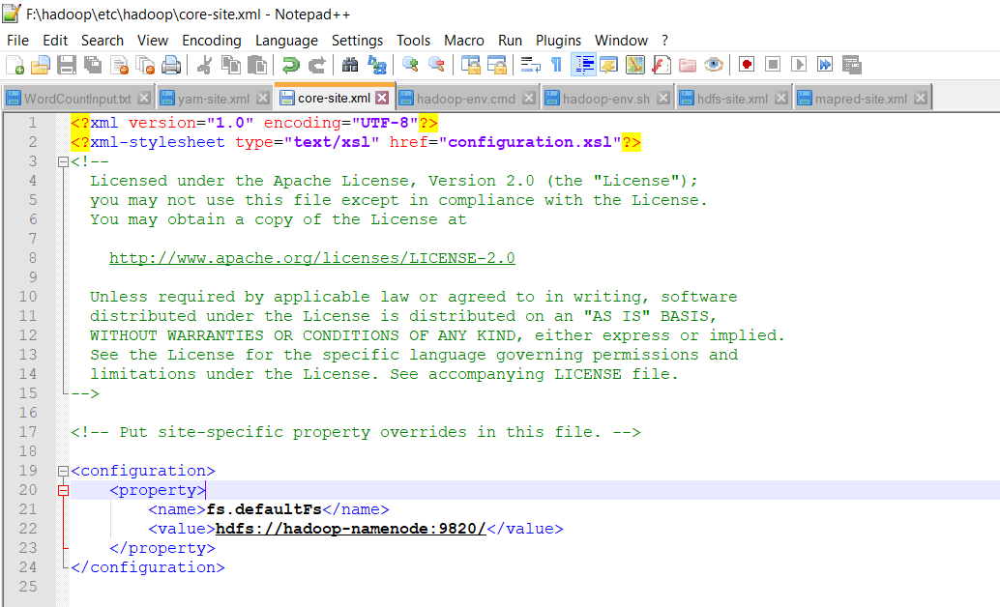 F:\hadoop\etc\hadoop\core-site.xml - Notepad++
File Edit Search View Encoding Language Settings Tools Macro Run Plugins Window ?
WordCountInput.txt yarn-site.xml core-site.xml hadoop-env.cmd hadoop-env.sh hdfs-site.xml mapred-site.xml
1 <?xml version="1.0" encoding="UTF-8"?>
2 <?xml-stylesheet type="text/xsl" href="configuration.xsl"?>
3 <!--
4 Licensed under the Apache License, Version 2.0 (the "License");
5 you may not use this file except in compliance with the License.
6 You may obtain a copy of the License at
7
8 http://www.apache.org/licenses/LICENSE-2.0
9
10 Unless required by applicable law or agreed to in writing, software
11 distributed under the License is distributed on an "AS IS" BASIS,
12 WITHOUT WARRANTIES OR CONDITIONS OF ANY KIND, either express or implied.
13 See the License for the specific language governing permissions and
14 limitations under the License. See accompanying LICENSE file.
15 -->
16
17 <!-- Put site-specific property overrides in this file. -->
18
19 <configuration>
20 <property>
21 <name>fs.defaultFs</name>
22 <value>hdfs://hadoop-namenode:9820/</value>
23 </property>
24 </configuration>
25